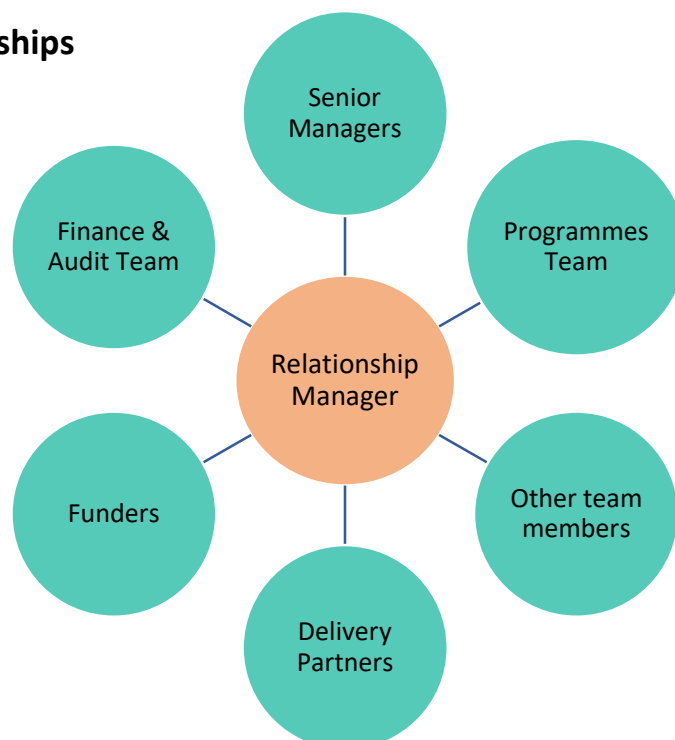 ships
Senior
Managers
Programmes
Team
Other team
members
Delivery
Partners
Funders
Finance &
Audit Team
Relationship
Manager